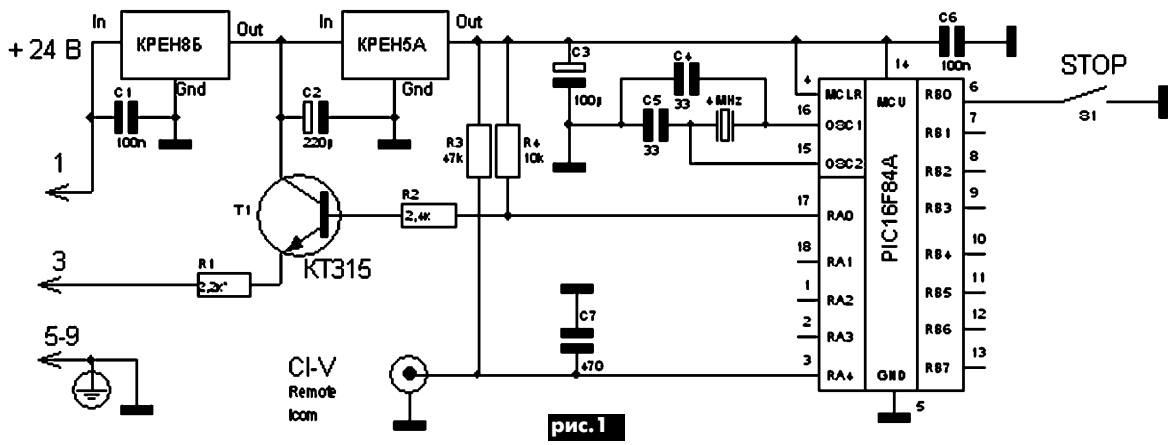 + 24 В
In
КРЕН8Б
Out
Gnd
In
КРЕН5А
Out
Gnd
C1
100n
C2
220µ
R3
47k
R4
10k
C3
100µ
C4
33
C5
33
4 MHz
C6
100n
14
4
16
15
17
18
1
2
3
MCLR
OSC1
OSC2
RA0
RA1
RA2
RA3
RA4
MCU
PIC16F84A
GND
5
RB0
RB1
RB2
RB3
RB4
RB5
RB6
RB7
6
7
8
9
10
11
12
13
STOP
S1
1
T1
КТ315
R2
2,4к
3
R1
2,2к*
5-9
CI-V
Remote
Icom
C7
470
рис.1